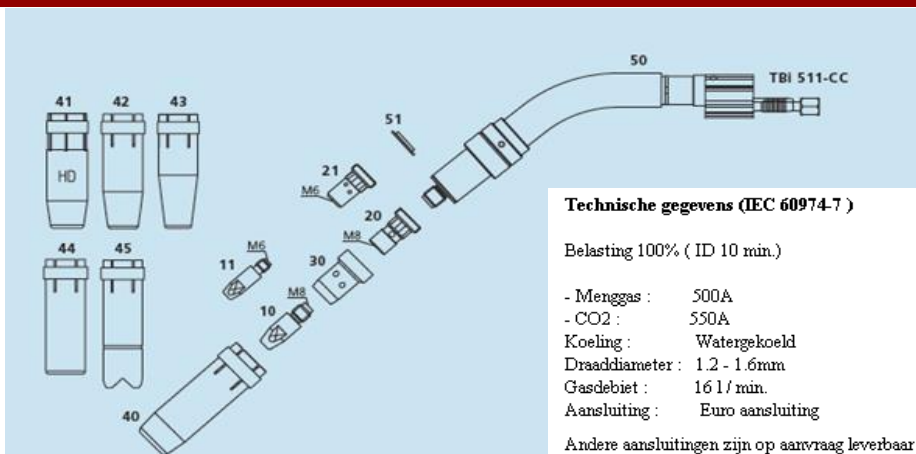 50
TBi 511-CC
41 42 43
HD
51
21
M6
20
M8
44 45
11
M6
30
10
M8
40
Technische gegevens (IEC 60974-7 )
Belasting 100% ( ID 10 min.)
- Menggas : 500A
- CO2 : 550A
Koeling : Watergekoeld
Draaddiameter : 1.2 - 1.6mm
Gasdebiet : 16 l / min.
Aansluiting : Euro aansluiting
Andere aansluitingen zijn op aanvraag leverbaar